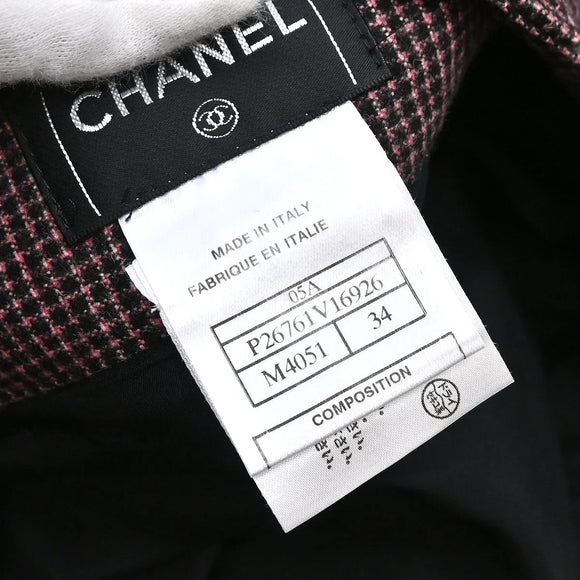 CHANEL
MADE IN ITALY
FABRIQUE EN ITALIE
05A
P26761V16926
M4051 34
COMPOSITION